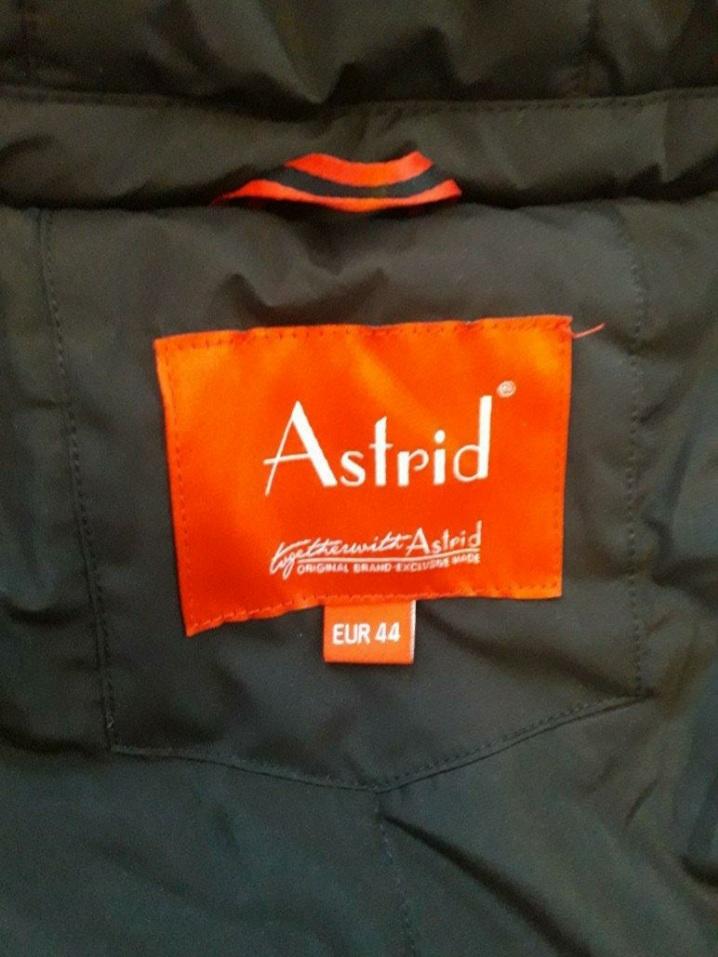 Astrid®
togetherwith Astrid
ORIGINAL BRAND-EXCLUSIVE MADE
EUR 44